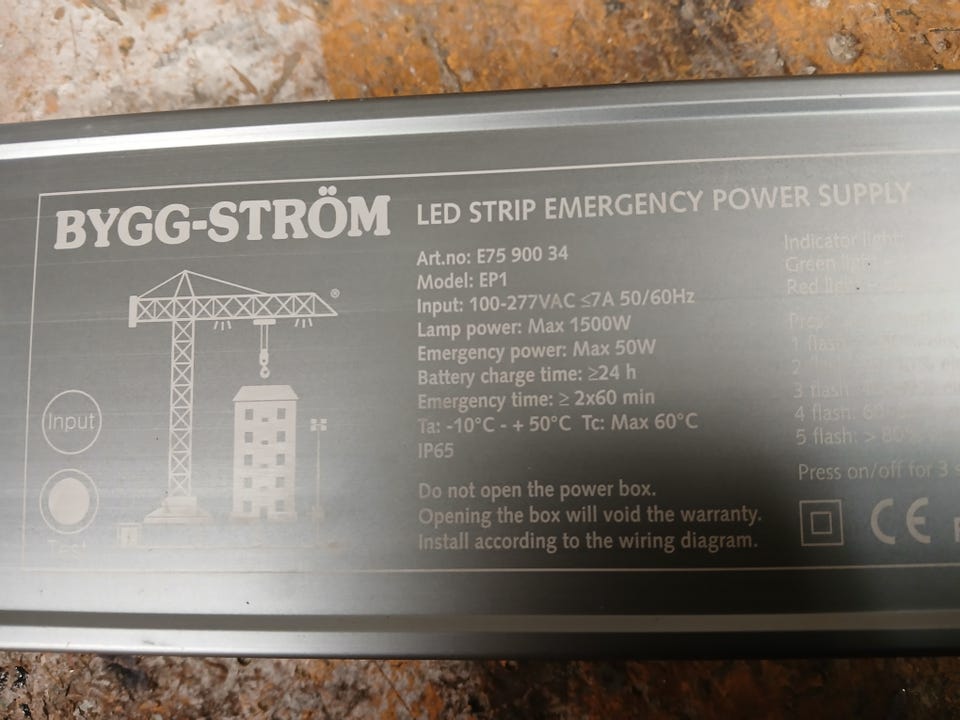 BYGG-STRÖM
®
Input
Test
LED STRIP EMERGENCY POWER SUPPLY
Art.no: E75 900 34
Model: EP1
Input: 100-277VAC ≤7A 50/60Hz
Lamp power: Max 1500W
Emergency power: Max 50W
Battery charge time: ≥24 h
Emergency time: ≥ 2x60 min
Ta: -10°C - + 50°C Tc: Max 60°C
IP65
Do not open the power box.
Opening the box will void the warranty.
Install according to the wiring diagram.
Indicator light:
Green
Red
1 flash:
2
3 flash:
4 flash:
5 flash: > 80%
Press on/off for 3
CE